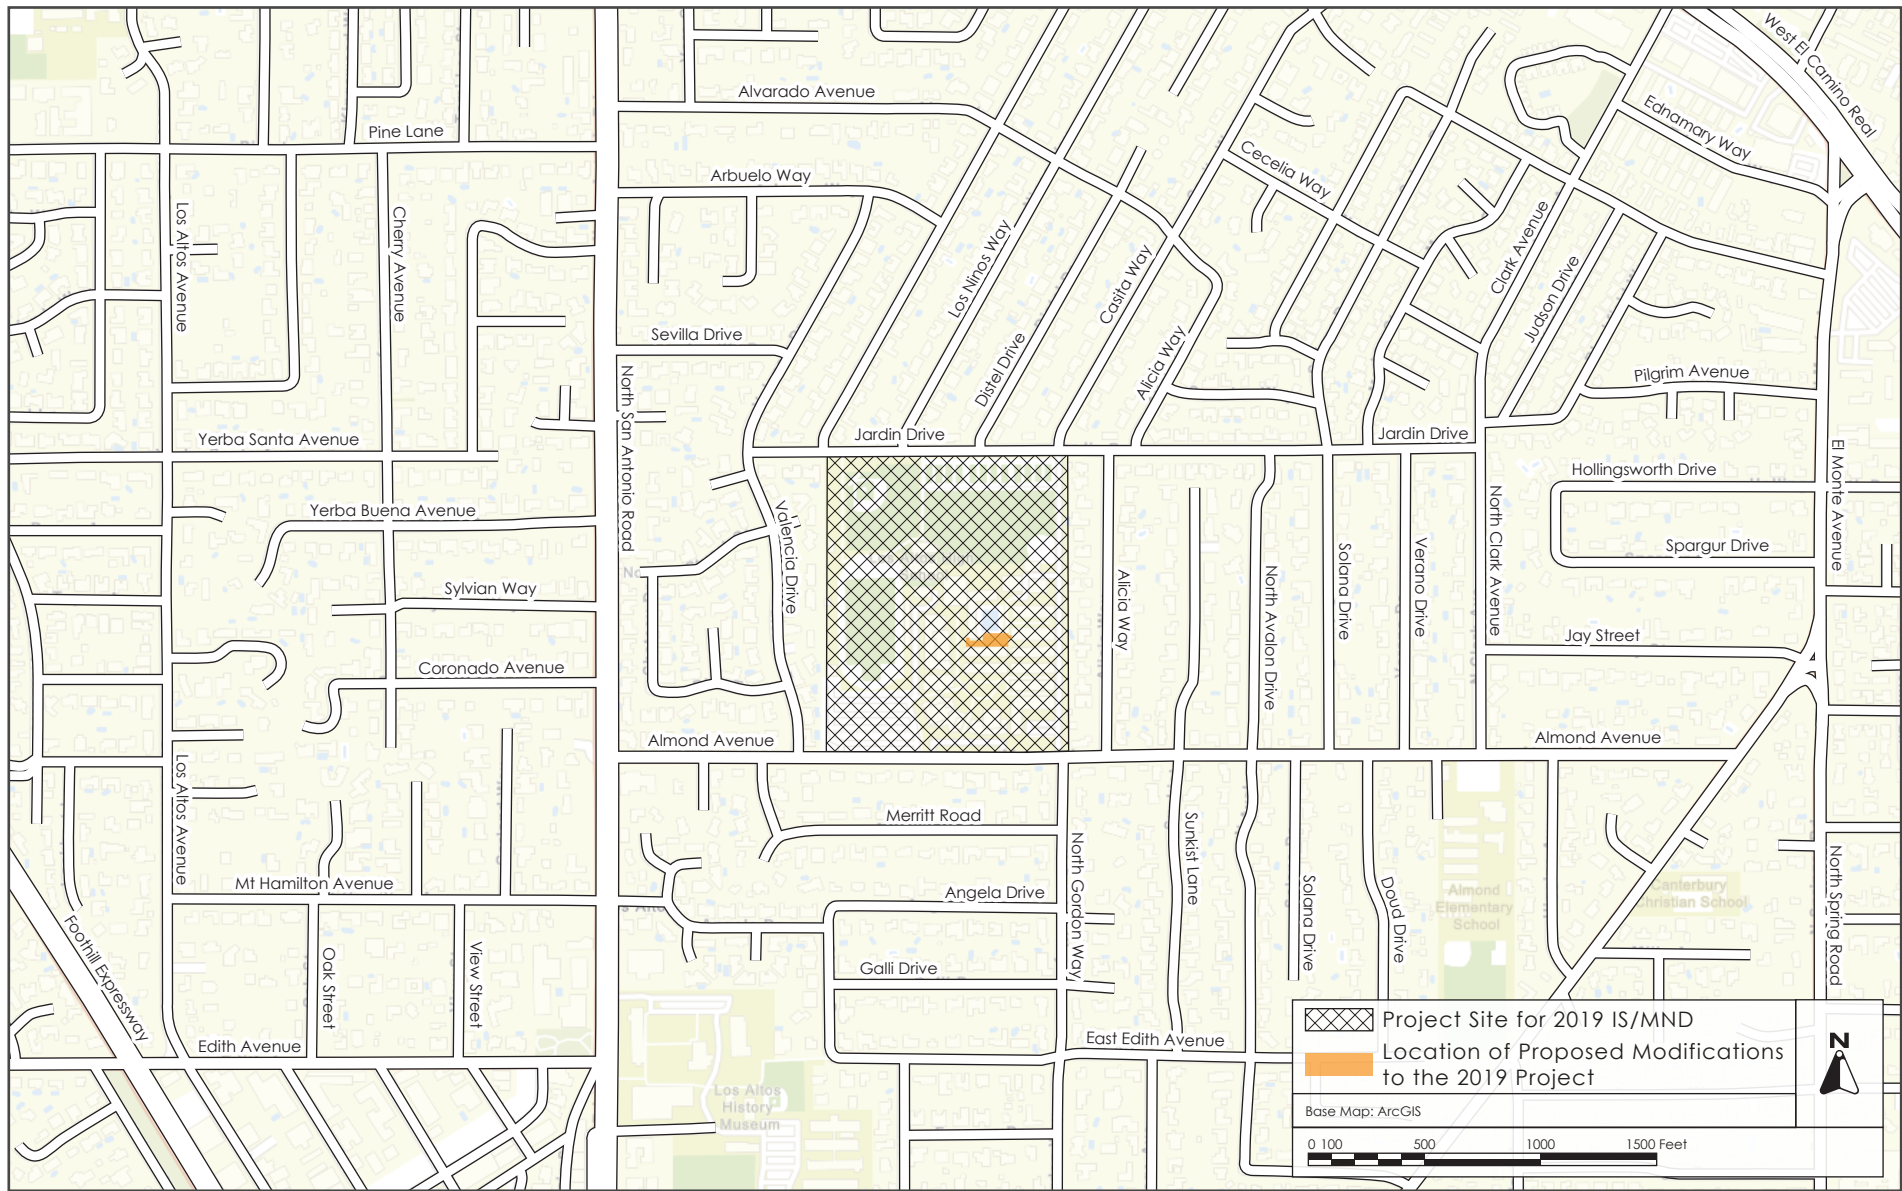 West El Camino Real
Alvarado Avenue
Ednamary Way
Pine Lane
Cecelia Way
Arbuelo Way
Los Altos Avenue
Cherry Avenue
Clark Avenue
Los Ninos Way
Casita Way
Judson Drive
Sevilla Drive
Distel Drive
Alicia Way
North San Antonio Road
Pilgrim Avenue
Yerba Santa Avenue
Jardin Drive
Jardin Drive
El Monte Avenue
Hollingsworth Drive
Yerba Buena Avenue
Valencia Drive
North Clark Avenue
Spargur Drive
Solana Drive
Verano Drive
North Avalon Drive
Alicia Way
Sylvian Way
Jay Street
Coronado Avenue
Almond Avenue
Almond Avenue
Los Altos Avenue
Merritt Road
Sunkist Lane
North Gordon Way
North Spring Road
Mt Hamilton Avenue
Angela Drive
Solana Drive
Doud Drive
Almond
Elementary
School
Canterbury
Christian School
Foothill Expressway
Oak Street
View Street
Galli Drive
Edith Avenue
East Edith Avenue
Los Altos
History
Museum
Project Site for 2019 IS/MND
Location of Proposed Modifications
to the 2019 Project
N
Base Map: ArcGIS
0 100 500 1000 1500 Feet